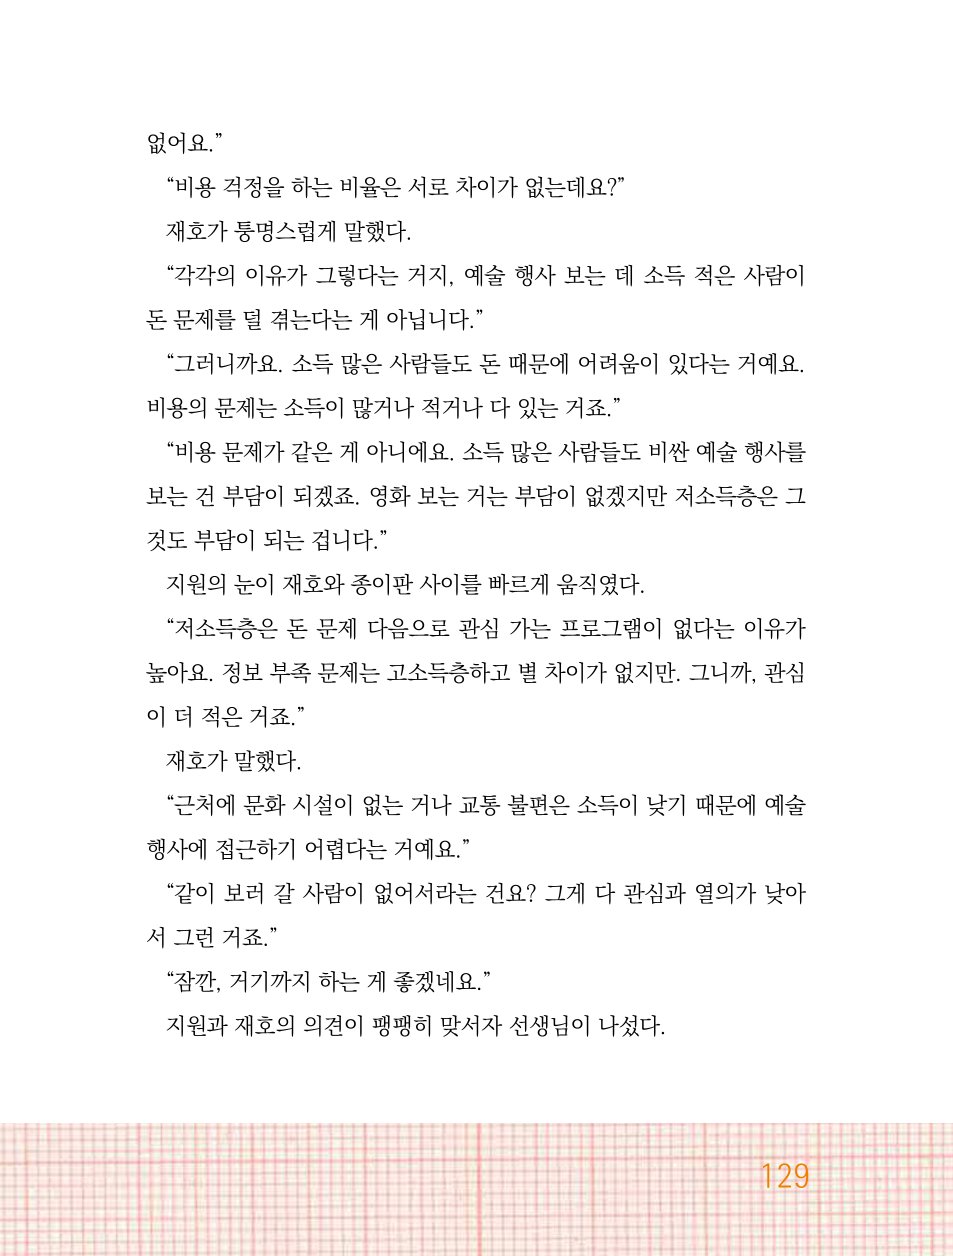 없어요.”
“비용 걱정을 하는 비율은 서로 차이가 없는데요?”
재호가 퉁명스럽게 말했다.
“각각의 이유가 그렇다는 거지, 예술 행사 보는 데 소득 적은 사람이
돈 문제를 덜 겪는다는 게 아닙니다.”
“그러니까요. 소득 많은 사람들도 돈 때문에 어려움이 있다는 거예요.
비용의 문제는 소득이 많거나 적거나 다 있는 거죠.”
“비용 문제가 같은 게 아니에요. 소득 많은 사람들도 비싼 예술 행사를
보는 건 부담이 되겠죠. 영화 보는 거는 부담이 없겠지만 저소득층은 그
것도 부담이 되는 겁니다.”
지원의 눈이 재호와 종이판 사이를 빠르게 움직였다.
“저소득층은 돈 문제 다음으로 관심 가는 프로그램이 없다는 이유가
높아요. 정보 부족 문제는 고소득층하고 별 차이가 없지만. 그니까, 관심
이 더 적은 거죠.”
재호가 말했다.
“근처에 문화 시설이 없는 거나 교통 불편은 소득이 낮기 때문에 예술
행사에 접근하기 어렵다는 거예요.”
“같이 보러 갈 사람이 없어서라는 건요? 그게 다 관심과 열의가 낮아
서 그런 거죠.”
“잠깐, 거기까지 하는 게 좋겠네요.”
지원과 재호의 의견이 팽팽히 맞서자 선생님이 나섰다.
129